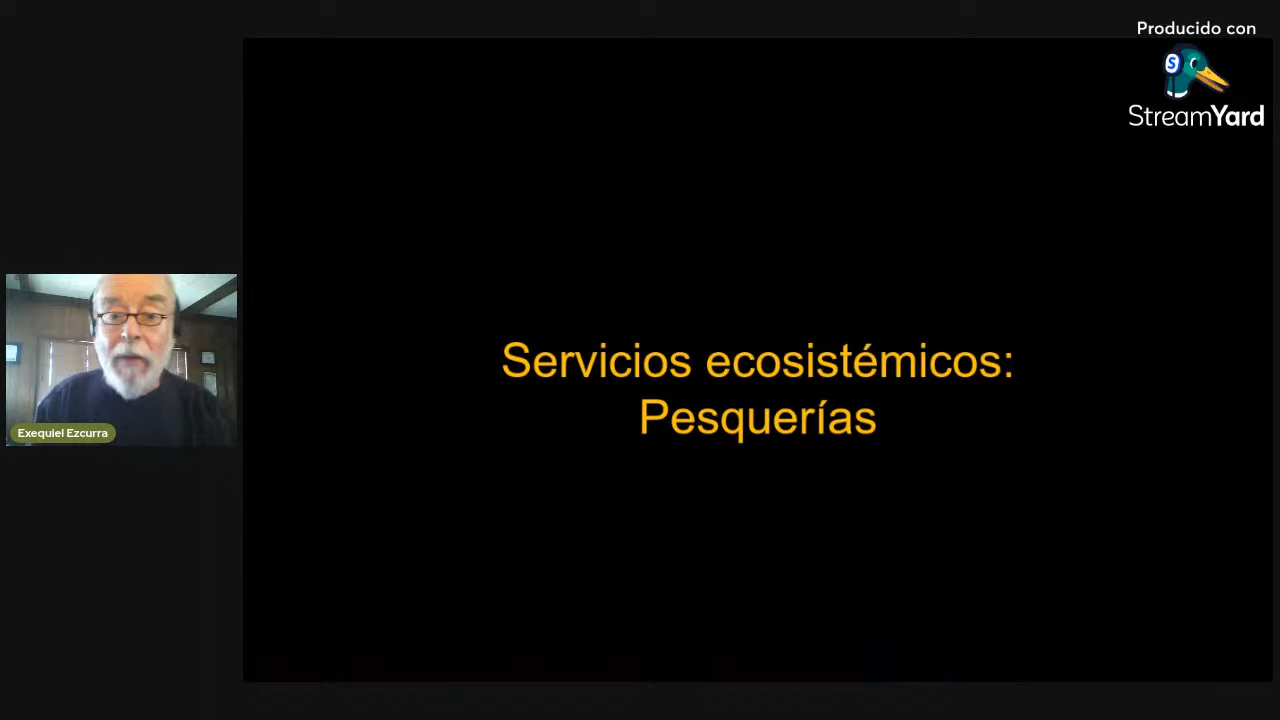 Producido con
S
StreamYard
Servicios ecosistémicos:
Pesquerías
Exequiel Ezcurra